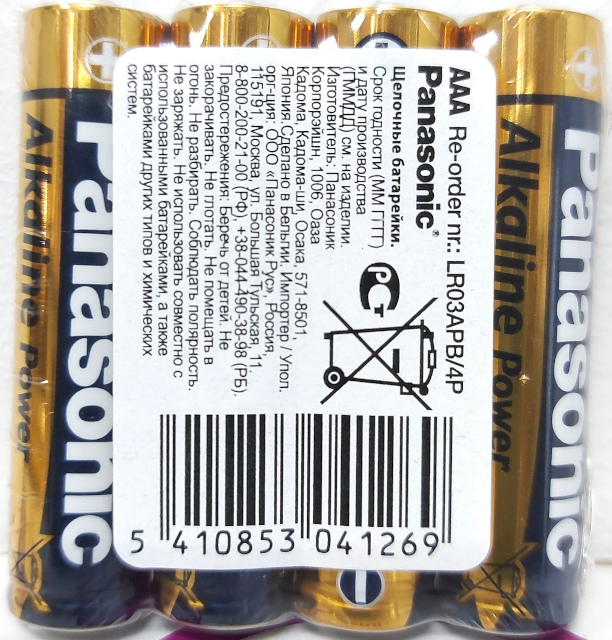 AAA Re-order nr.: LR03APB/4P
Panasonic®
Щелочные батарейки.
Срок годности (ММ ГГГГ)
и дату производства
(ГММДД) см. на изделии.
Изготовитель: Панасоник
Корпорэйшн, 1006, Оаза
Кадома, Кадома-ши, Осака, 571-8501,
Япония.Сделано в Бельгии. Импортер / Упол.
орг-ция: ООО «Панасоник Рус», Россия,
115191, Москва, ул. Большая Тульская, 11.
8-800-200-21-00 (РФ), +38-044-490-38-98 (РБ).
Предостережения: Беречь от детей. Не
закорачивать. Не глотать. Не помещать в
огонь. Не разбирать. Соблюдать полярность.
Не заряжать. Не использовать совместно с
использованными батарейками, а также
батарейками других типов и химических
систем.
5 410853 041269
Panasonic
Alkaline Power
Panasonic
Alkaline Power